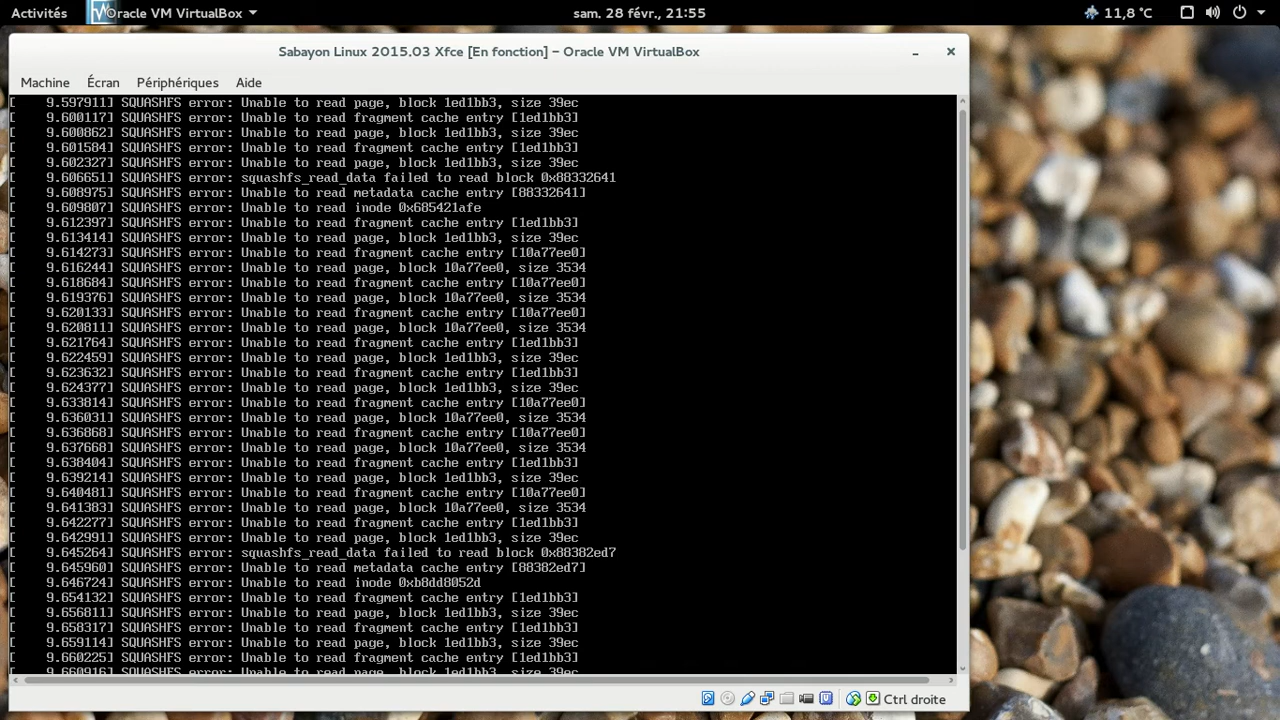 Activités
Oracle VM VirtualBox
sam. 28 févr., 21:55
11,8 °C
Sabayon Linux 2015.03 Xfce [En fonction] – Oracle VM VirtualBox
Machine Écran Périphériques Aide
[    9.597911] SQUASHFS error: Unable to read page, block 1ed1bb3, size 39ec
[    9.600117] SQUASHFS error: Unable to read fragment cache entry [1ed1bb3]
[    9.600862] SQUASHFS error: Unable to read page, block 1ed1bb3, size 39ec
[    9.601584] SQUASHFS error: Unable to read fragment cache entry [1ed1bb3]
[    9.602327] SQUASHFS error: Unable to read page, block 1ed1bb3, size 39ec
[    9.606651] SQUASHFS error: squashfs_read_data failed to read block 0x88332641
[    9.608975] SQUASHFS error: Unable to read metadata cache entry [88332641]
[    9.609807] SQUASHFS error: Unable to read inode 0x685421afe
[    9.612397] SQUASHFS error: Unable to read fragment cache entry [1ed1bb3]
[    9.613414] SQUASHFS error: Unable to read page, block 1ed1bb3, size 39ec
[    9.614273] SQUASHFS error: Unable to read fragment cache entry [10a77ee0]
[    9.616244] SQUASHFS error: Unable to read page, block 10a77ee0, size 3534
[    9.618684] SQUASHFS error: Unable to read fragment cache entry [10a77ee0]
[    9.619376] SQUASHFS error: Unable to read page, block 10a77ee0, size 3534
[    9.620133] SQUASHFS error: Unable to read fragment cache entry [10a77ee0]
[    9.620811] SQUASHFS error: Unable to read page, block 10a77ee0, size 3534
[    9.621764] SQUASHFS error: Unable to read fragment cache entry [1ed1bb3]
[    9.622459] SQUASHFS error: Unable to read page, block 1ed1bb3, size 39ec
[    9.623632] SQUASHFS error: Unable to read fragment cache entry [1ed1bb3]
[    9.624377] SQUASHFS error: Unable to read page, block 1ed1bb3, size 39ec
[    9.633814] SQUASHFS error: Unable to read fragment cache entry [10a77ee0]
[    9.636031] SQUASHFS error: Unable to read page, block 10a77ee0, size 3534
[    9.636868] SQUASHFS error: Unable to read fragment cache entry [10a77ee0]
[    9.637668] SQUASHFS error: Unable to read page, block 10a77ee0, size 3534
[    9.638404] SQUASHFS error: Unable to read fragment cache entry [1ed1bb3]
[    9.639214] SQUASHFS error: Unable to read page, block 1ed1bb3, size 39ec
[    9.640481] SQUASHFS error: Unable to read fragment cache entry [10a77ee0]
[    9.641383] SQUASHFS error: Unable to read page, block 10a77ee0, size 3534
[    9.642277] SQUASHFS error: Unable to read fragment cache entry [1ed1bb3]
[    9.642991] SQUASHFS error: Unable to read page, block 1ed1bb3, size 39ec
[    9.645264] SQUASHFS error: squashfs_read_data failed to read block 0x88382ed7
[    9.645960] SQUASHFS error: Unable to read metadata cache entry [88382ed7]
[    9.646724] SQUASHFS error: Unable to read inode 0xb8dd8052d
[    9.654132] SQUASHFS error: Unable to read fragment cache entry [1ed1bb3]
[    9.656811] SQUASHFS error: Unable to read page, block 1ed1bb3, size 39ec
[    9.658317] SQUASHFS error: Unable to read fragment cache entry [1ed1bb3]
[    9.659114] SQUASHFS error: Unable to read page, block 1ed1bb3, size 39ec
[    9.660225] SQUASHFS error: Unable to read fragment cache entry [1ed1bb3]
[    9.660916] SQUASHFS error: Unable to read page, block 1ed1bb3, size 39ec
Ctrl droite